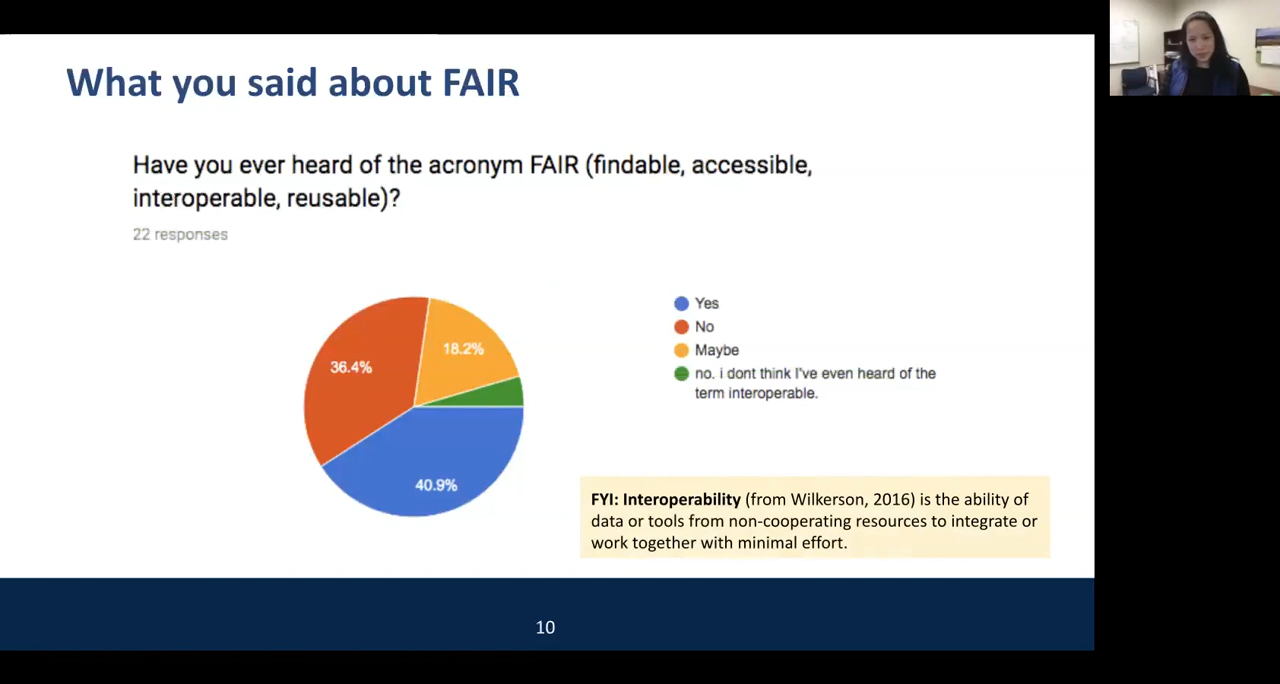 What you said about FAIR
Have you ever heard of the acronym FAIR (findable, accessible,
interoperable, reusable)?
22 responses
Yes
No
Maybe
no. i dont think I've even heard of the
term interoperable.
18.2%
36.4%
40.9%
FYI: Interoperability (from Wilkerson, 2016) is the ability of
data or tools from non-cooperating resources to integrate or
work together with minimal effort.
10